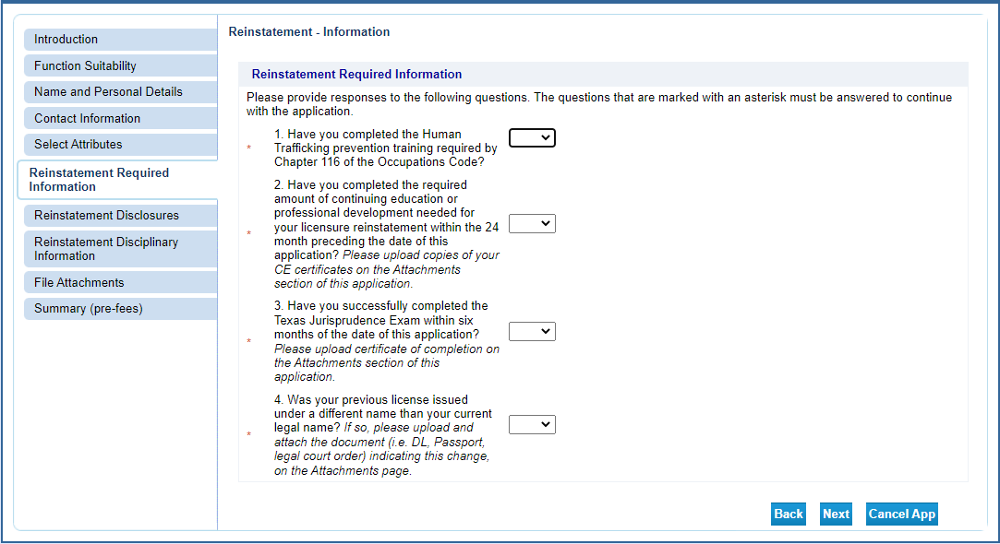 Introduction
Function Suitability
Name and Personal Details
Contact Information
Select Attributes
Reinstatement Required
Information
Reinstatement Disclosures
Reinstatement Disciplinary
Information
File Attachments
Summary (pre-fees)
Reinstatement - Information
Reinstatement Required Information
Please provide responses to the following questions. The questions that are marked with an asterisk must be answered to continue
with the application.
1. Have you completed the Human
* Trafficking prevention training required by
Chapter 116 of the Occupations Code?
2. Have you completed the required
amount of continuing education or
professional development needed for
* your licensure reinstatement within the 24
month preceding the date of this
application? Please upload copies of your
CE certificates on the Attachments
section of this application.
3. Have you successfully completed the
Texas Jurisprudence Exam within six
months of the date of this application?
* Please upload certificate of completion on
the Attachments section of this
application.
4. Was your previous license issued
under a different name than your current
legal name? If so, please upload and
* attach the document (i.e. DL, Passport,
legal court order) indicating this change,
on the Attachments page.
Back Next Cancel App